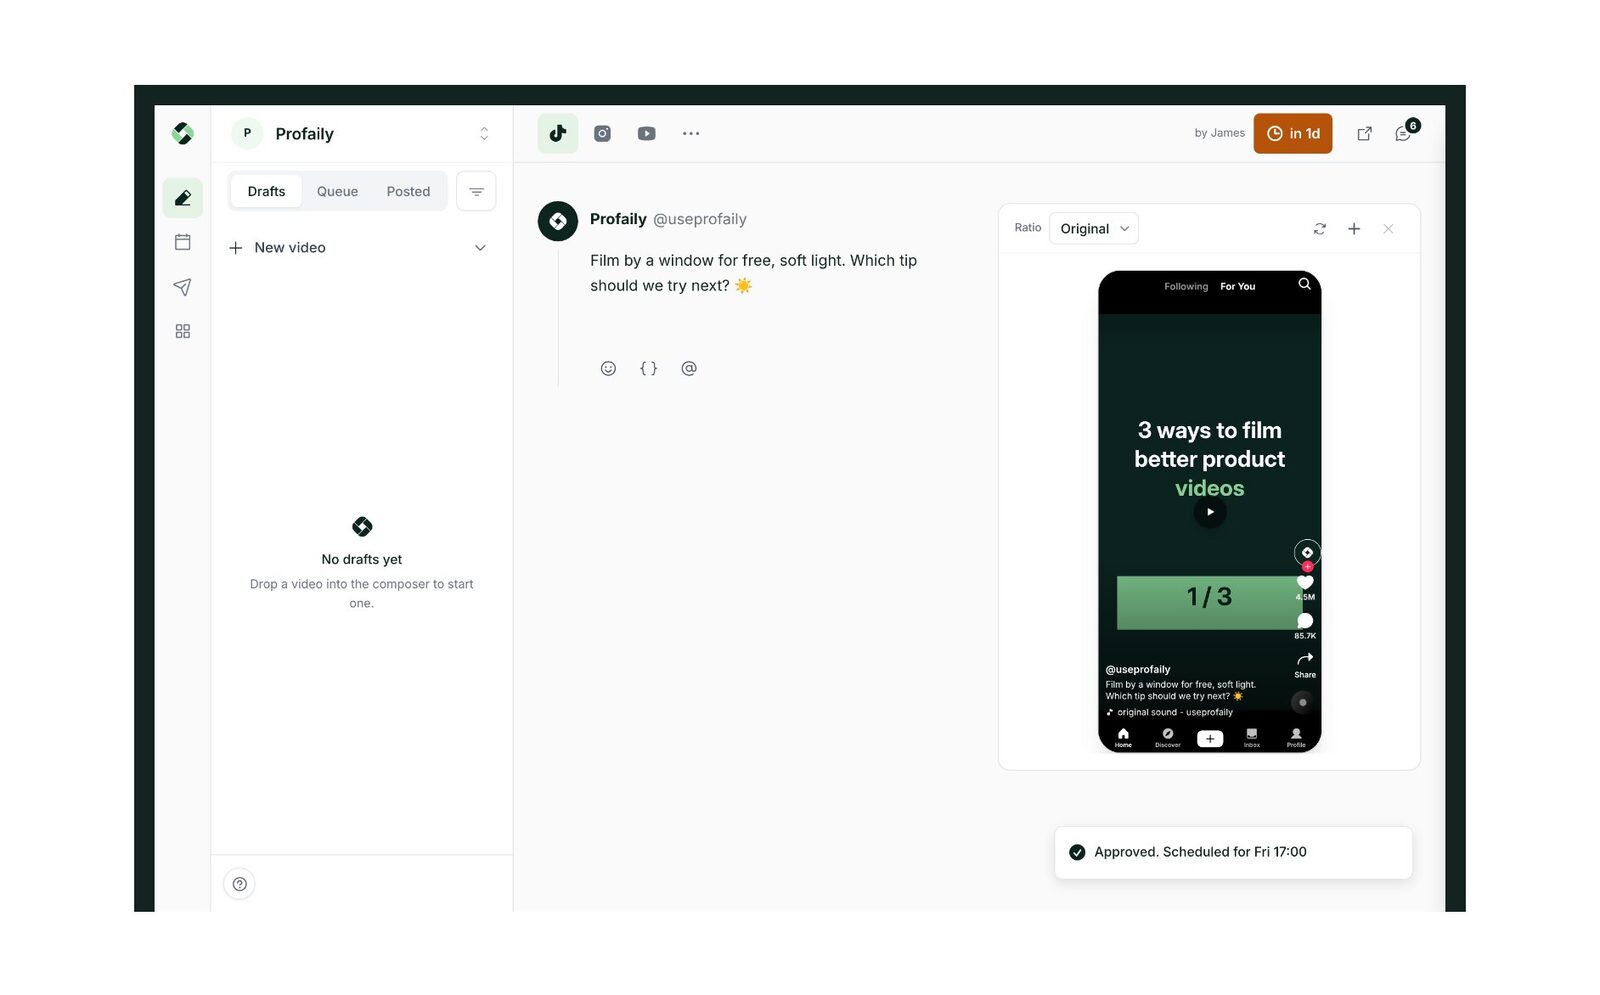 P
Profaily
by James
in 1d
6
Drafts
Queue
Posted
New video
No drafts yet
Drop a video into the composer to start
one.
Profaily @useprofaily
Film by a window for free, soft light. Which tip
should we try next? ☀️
Ratio
Original
Following For You
3 ways to film
better product
videos
1 / 3
4.5M
85.7K
Share
@useprofaily
Film by a window for free, soft light.
Which tip should we try next? ☀️
original sound - useprofaily
Home
Discover
Inbox
Profile
Approved. Scheduled for Fri 17:00